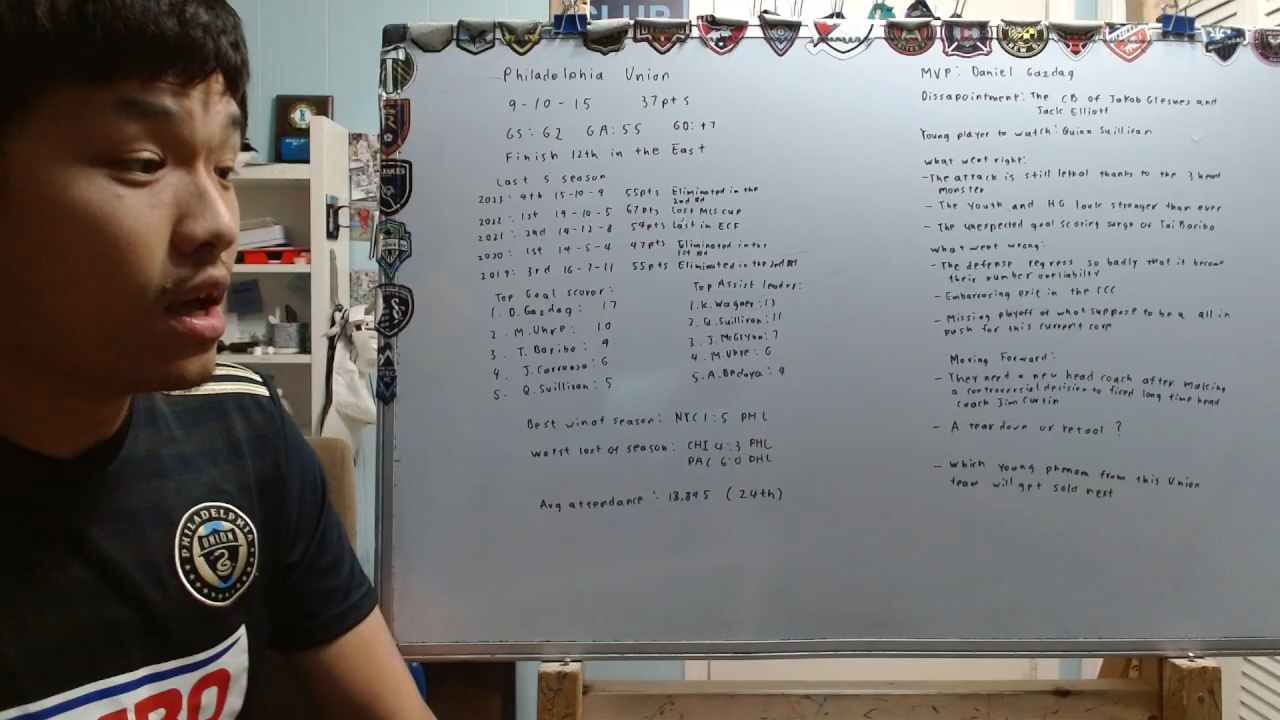 CLUB
Philadelphia Union
9-10-15 37pts
GS: 62 GA: 55 GD: +7
Finish 12th in the East
Last 5 season
2023: 4th 15-10-9 55pts Eliminated in the 2nd Rd
2022: 1st 19-10-5 67pts Lost MLS cup
2021: 2nd 14-12-8 54pts Last in ECF
2020: 1st 14-5-4 47pts Eliminated in the 1st Rd
2019: 3rd 16-7-11 55pts Eliminated in the 2nd Rd
Top Goal scorer:
1. D. Gazdag: 17
2. M. Uhre: 10
3. T. Baribo: 9
4. J. Carranza: 6
5. Q. Suillivan: 5
Top Assist leader:
1. K. Wagner: 13
2. Q. Suillivan: 11
3. J. McGlynn: 7
4. M. Uhre: 6
5. A. Bedoya: 4
Best win of season: NYC 1:5 PHL
Worst lost of season: CHI 4:3 PHL
PAC 6:0 PHL
Avg attendance: 18,845 (24th)
MVP: Daniel Gazdag
Dissapointment: The CB of Jakob Glesnes and
Jack Elliott
Young player to watch: Quinn Suillivan
What went right:
-The attack is still lethal thanks to the 3 head
monster
- The youth and HG look stronger than ever
- The unexpected goal scoring surge of Tai Baribo
What went wrong:
- The defense regress so badly that it become
their number one liability
- Embarrasing exit in the CCC
- Missing playoff of what suppose to be a all in
push for this current core
Moving Forward:
- They need a new head coach after making
a controvercial decision to fired long time head
coach Jim Curtin
- A tear down or retool?
- Which young phenom from this Union
team will get sold next
PHILADELPHIA
UNION